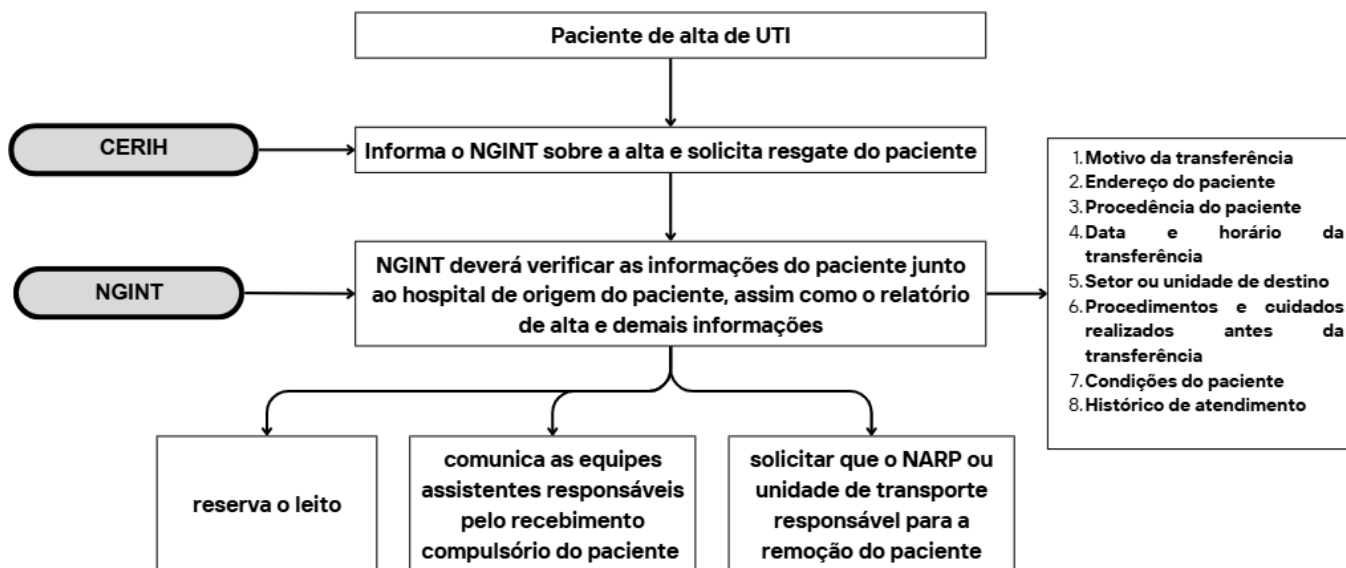 Paciente de alta de UTI
CERIH
Informa o NGINT sobre a alta e solicita resgate do paciente
NGINT
NGINT deverá verificar as informações do paciente junto
ao hospital de origem do paciente, assim como o relatório
de alta e demais informações
1. Motivo da transferência
2. Endereço do paciente
3. Procedência do paciente
4. Data e horário da
transferência
5. Setor ou unidade de destino
6. Procedimentos e cuidados
realizados antes da
transferência
7. Condições do paciente
8. Histórico de atendimento
reserva o leito
comunica as equipes
assistentes responsáveis
pelo recebimento
compulsório do paciente
solicitar que o NARP ou
unidade de transporte
responsável para a
remoção do paciente